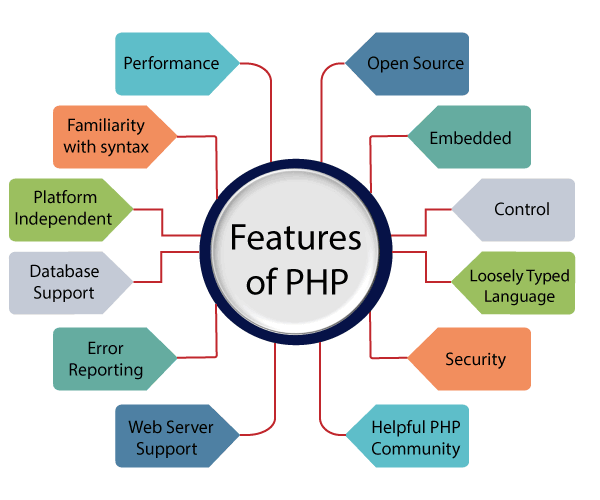 Performance
Open Source
Familiarity
with syntax
Embedded
Platform
Independent
Control
Features
of PHP
Database
Support
Loosely Typed
Language
Error
Reporting
Security
Web Server
Support
Helpful PHP
Community